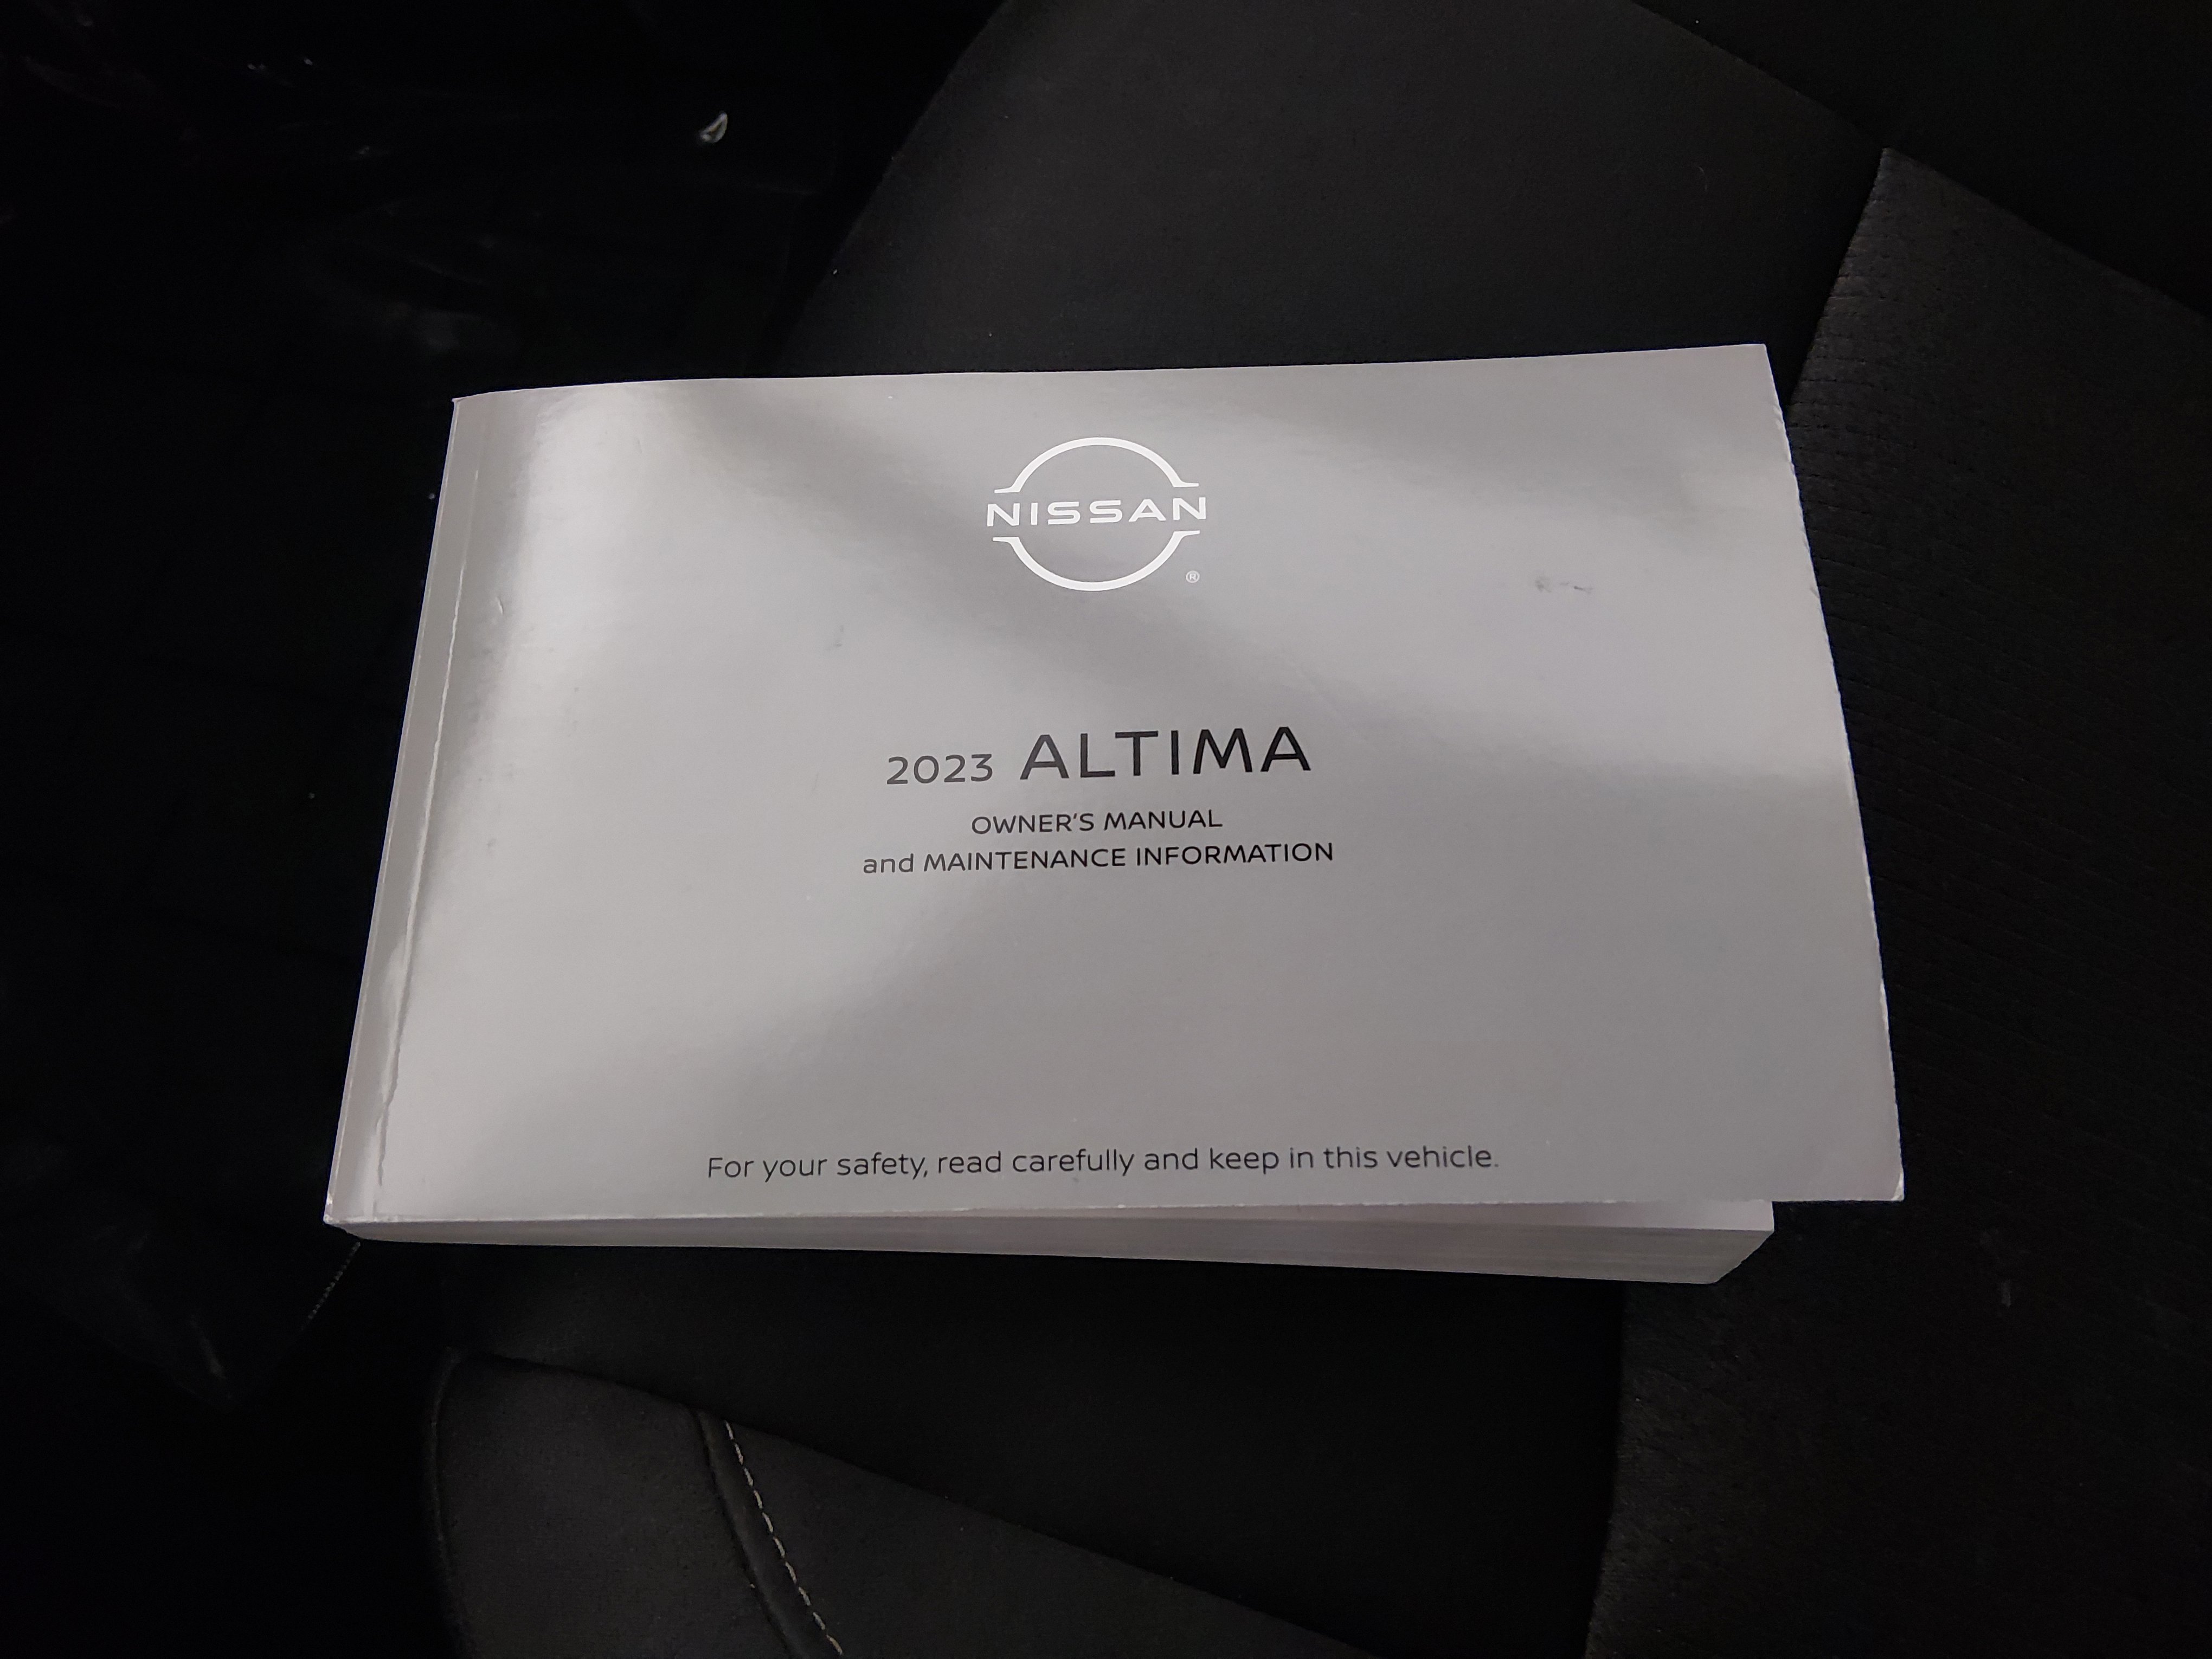 NISSAN
®
2023 ALTIMA
OWNER'S MANUAL
and MAINTENANCE INFORMATION
For your safety, read carefully and keep in this vehicle.